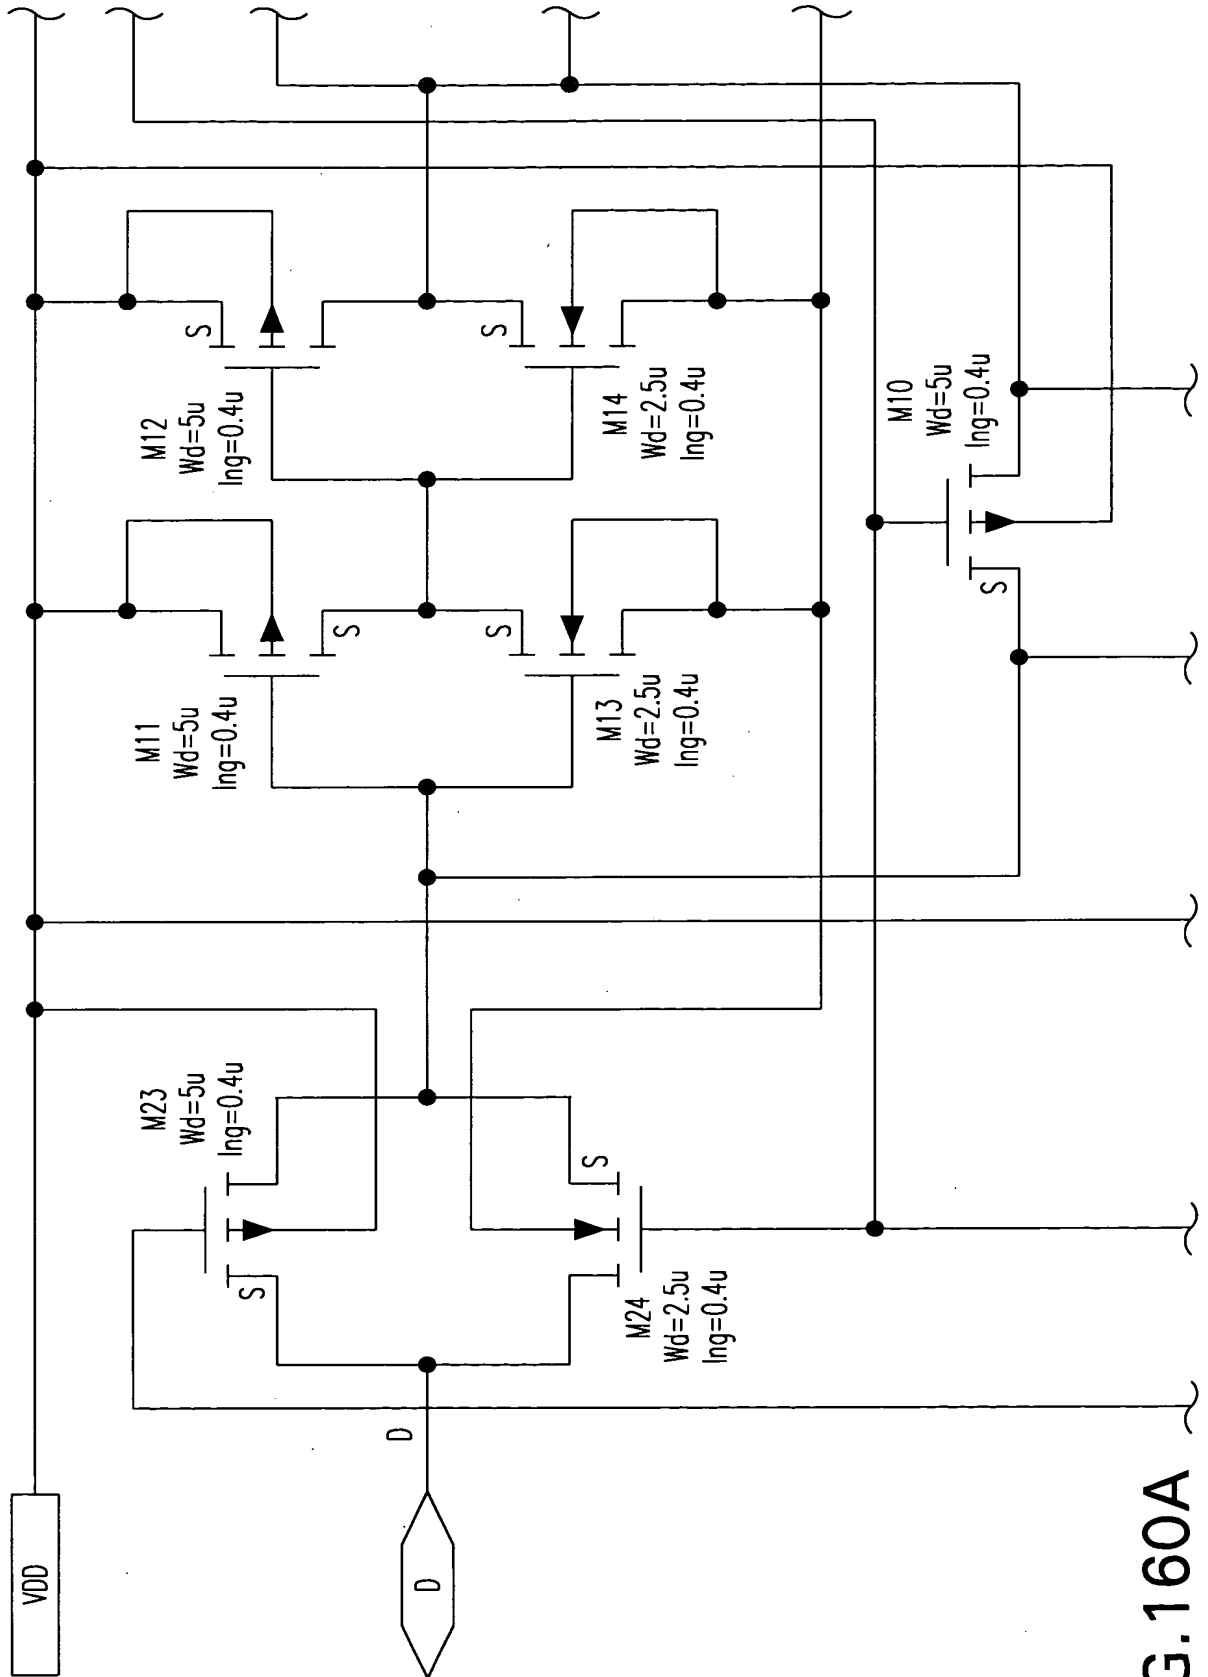 VDD
D
D
M23
Wd=5u
lng=0.4u
S
M24
Wd=2.5u
lng=0.4u
S
M11
Wd=5u
lng=0.4u
S
M13
Wd=2.5u
lng=0.4u
S
M12
Wd=5u
lng=0.4u
S
M14
Wd=2.5u
lng=0.4u
S
M10
Wd=5u
lng=0.4u
S
G.160A